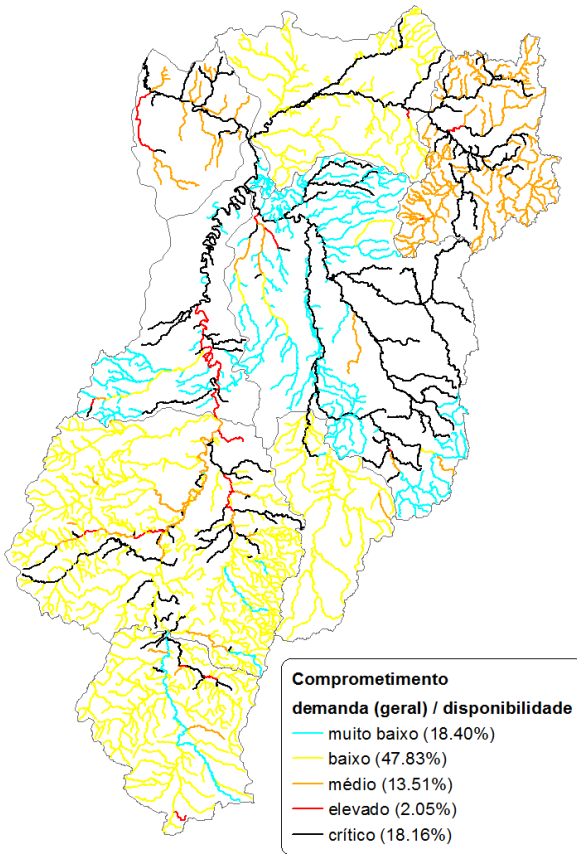 Comprometimento
demanda (geral) / disponibilidade
muito baixo (18.40%)
baixo (47.83%)
médio (13.51%)
elevado (2.05%)
crítico (18.16%)